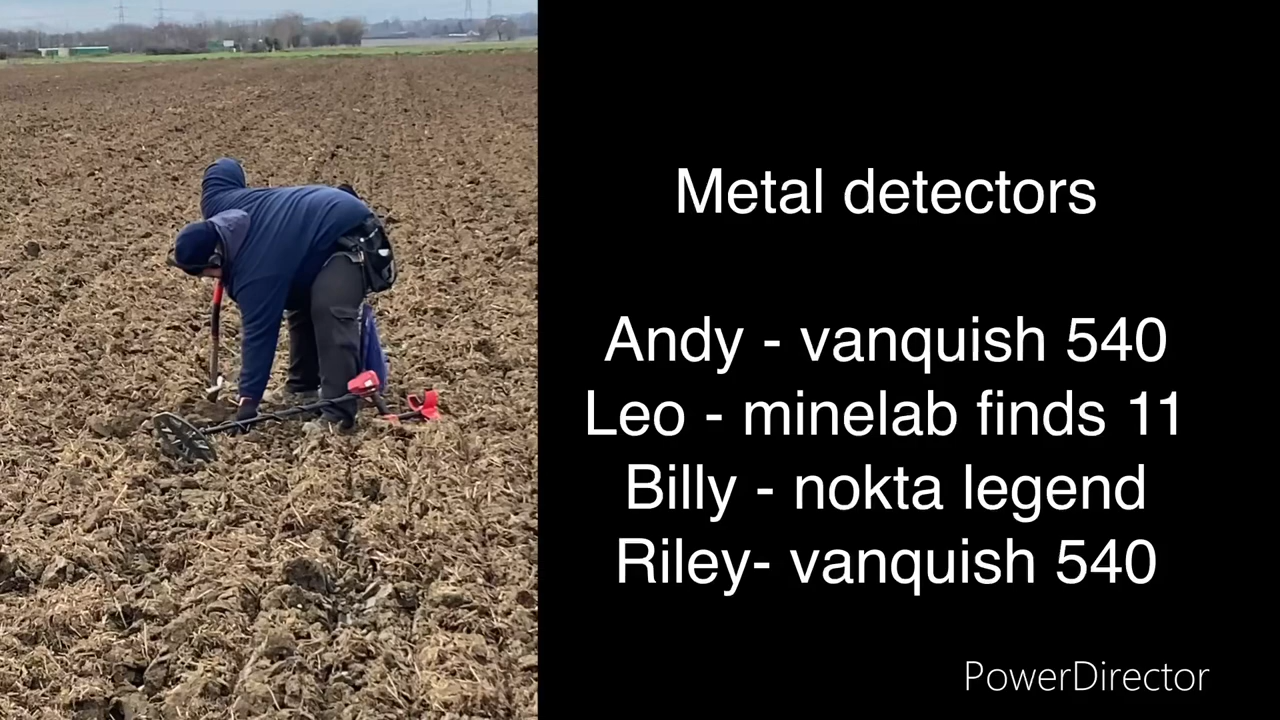 Metal detectors
Andy - vanquish 540
Leo - minelab finds 11
Billy - nokta legend
Riley- vanquish 540
PowerDirector